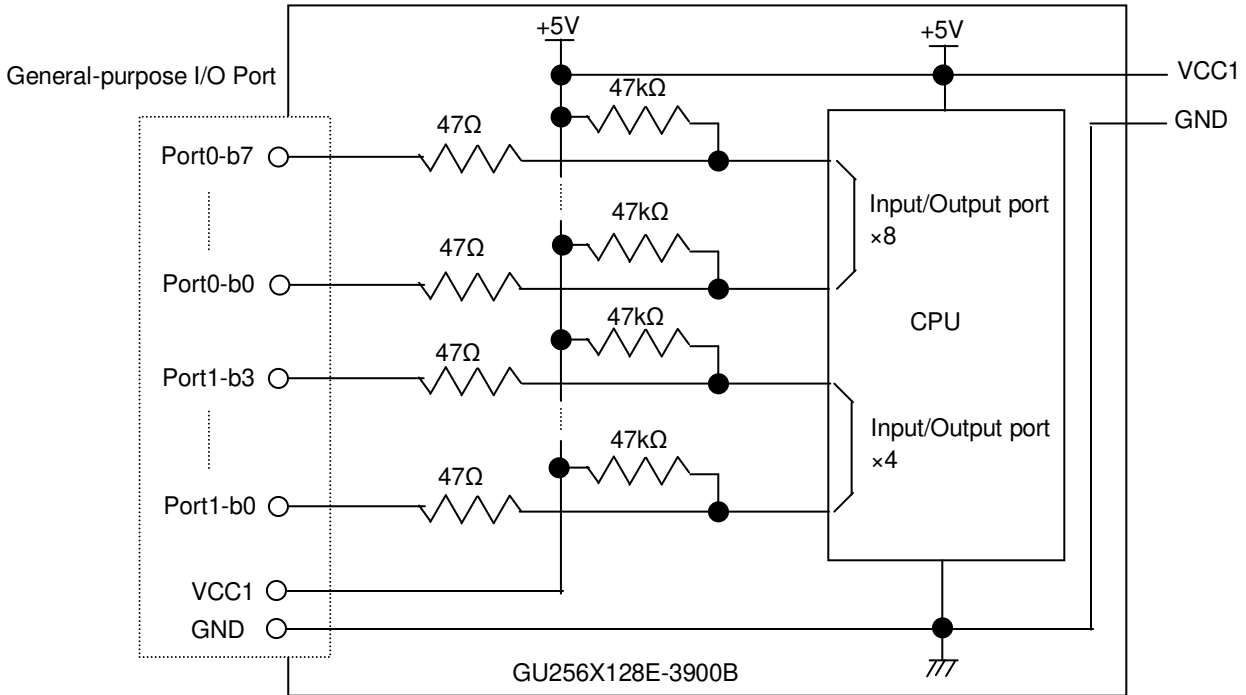 +5V
+5V
General-purpose I/O Port
VCC1
47kΩ
GND
47Ω
Port0-b7
Input/Output port
×8
47kΩ
47Ω
Port0-b0
47kΩ
CPU
47Ω
Port1-b3
Input/Output port
×4
47kΩ
47Ω
Port1-b0
VCC1
GND
GU256X128E-3900B